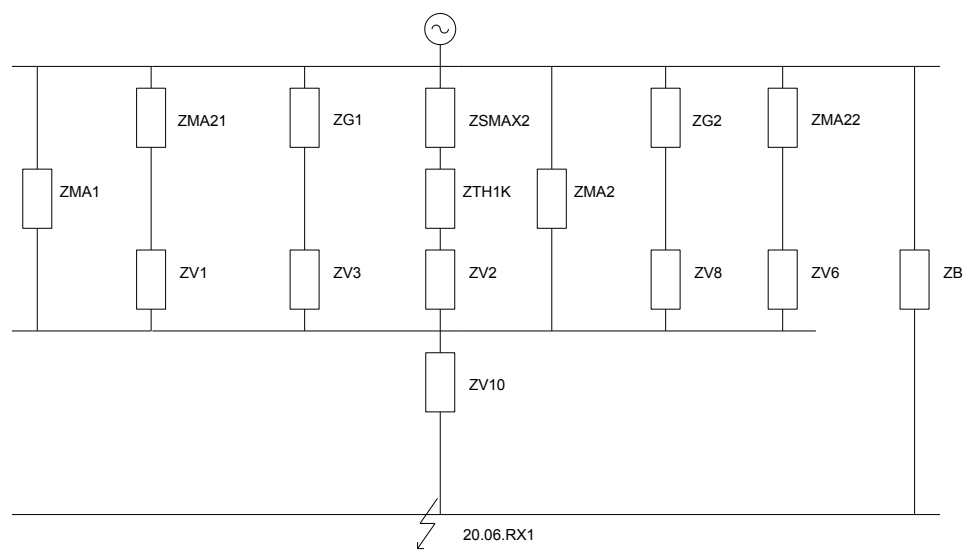 ZMA21
ZG1
ZSMAX2
ZG2
ZMA22
ZMA1
ZTH1K
ZMA2
ZV1
ZV3
ZV2
ZV8
ZV6
ZB
ZV10
20.06.RX1